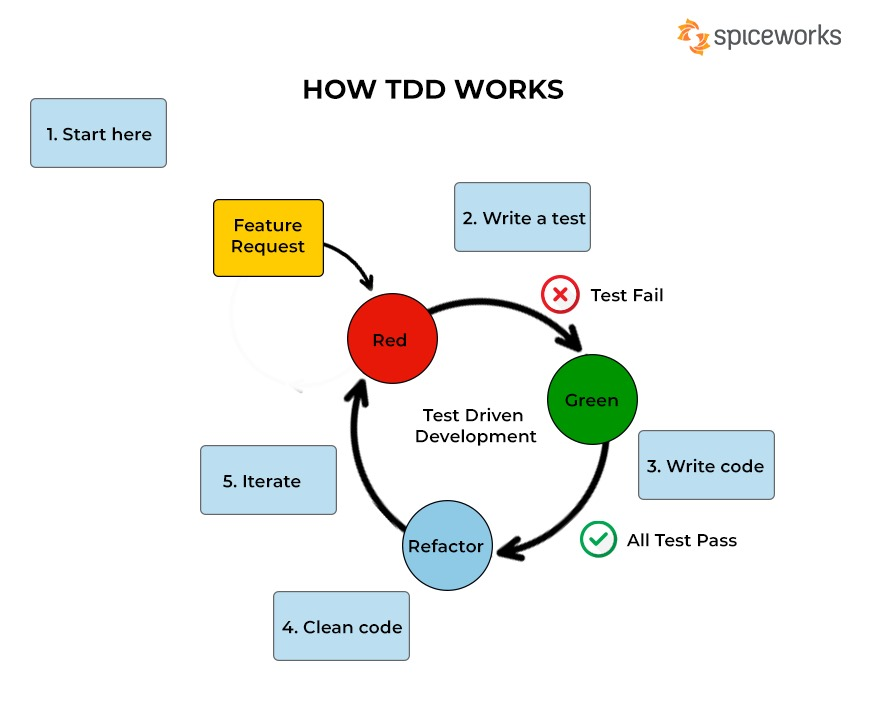 spiceworks
HOW TDD WORKS
1. Start here
2. Write a test
Feature
Request
Test Fail
Red
Green
Test Driven
Development
3. Write code
5. Iterate
All Test Pass
Refactor
4. Clean code